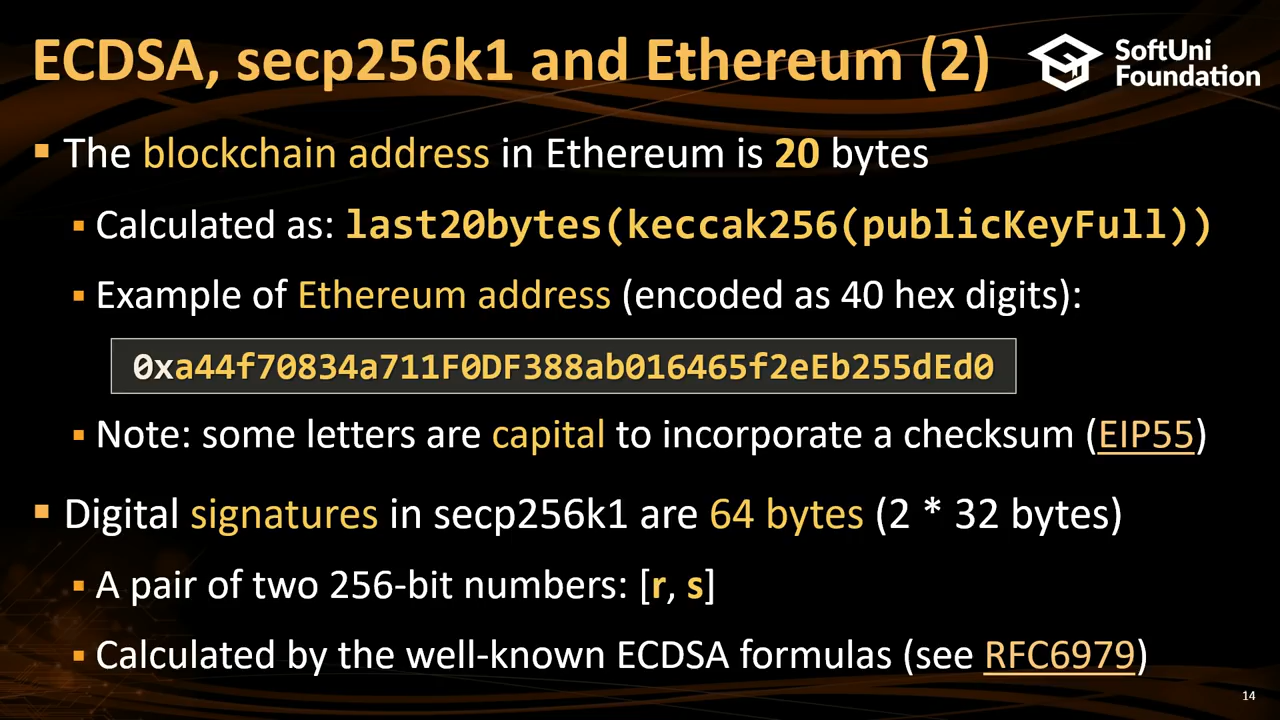 ECDSA, secp256k1 and Ethereum (2)
SoftUni
Foundation
▪ The blockchain address in Ethereum is 20 bytes
▪ Calculated as: last20bytes(keccak256(publicKeyFull))
▪ Example of Ethereum address (encoded as 40 hex digits):
0xa44f70834a711F0DF388ab016465f2eEb255dEd0
▪ Note: some letters are capital to incorporate a checksum (EIP55)
▪ Digital signatures in secp256k1 are 64 bytes (2 * 32 bytes)
▪ A pair of two 256-bit numbers: [r, s]
▪ Calculated by the well-known ECDSA formulas (see RFC6979)
14